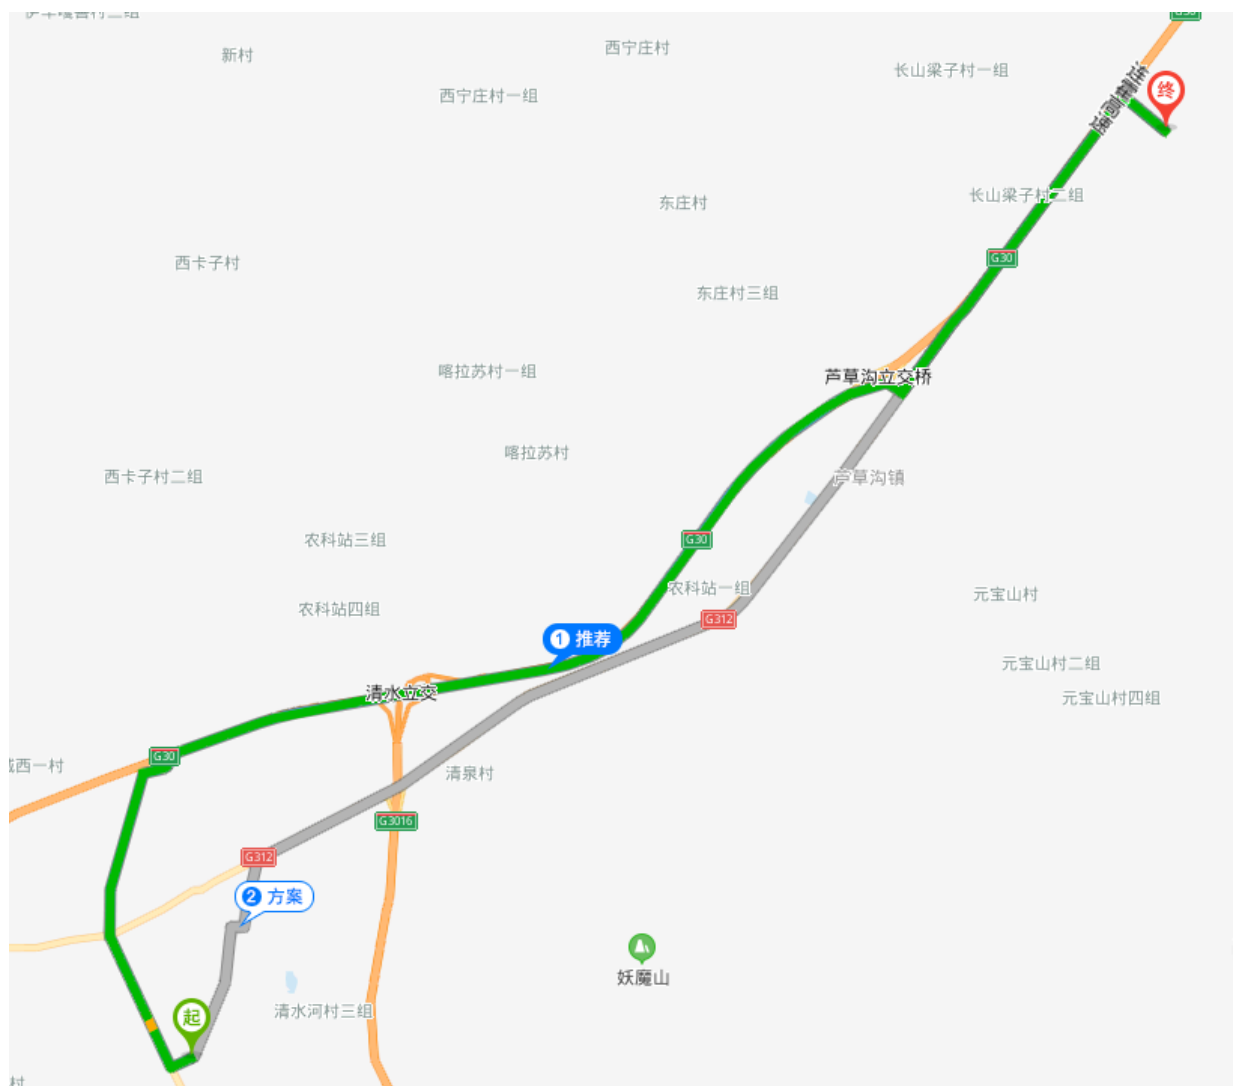 新村
西宁庄村
G30
长山梁子村一组
西宁庄村一组
连霍高速
终
长山梁子村二组
东庄村
西卡子村
G30
东庄村三组
喀拉苏村一组
芦草沟立交桥
喀拉苏村
西卡子村二组
芦草沟镇
农科站三组
G30
农科站一组
元宝山村
农科站四组
G312
1 推荐
元宝山村二组
清水立交
元宝山村四组
G30
城西一村
清泉村
G3016
G312
2 方案
妖魔山
清水河村三组
起
村